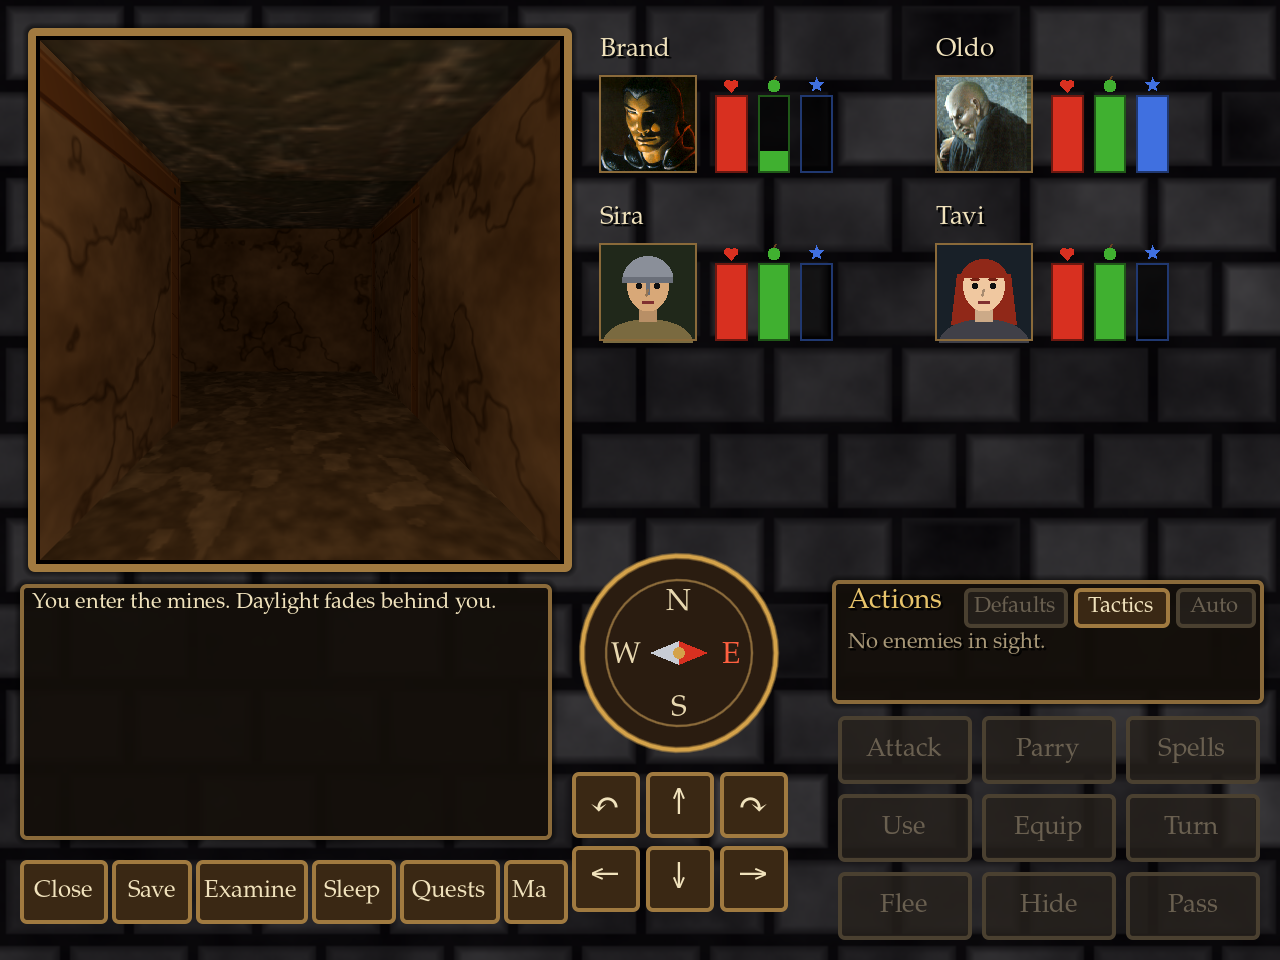 Brand
Oldo
Sira
Tavi
You enter the mines. Daylight fades behind you.
N
W
E
S
Actions
Defaults
Tactics
Auto
No enemies in sight.
Attack
Parry
Spells
Use
Equip
Turn
Flee
Hide
Pass
Close
Save
Examine
Sleep
Quests
Ma